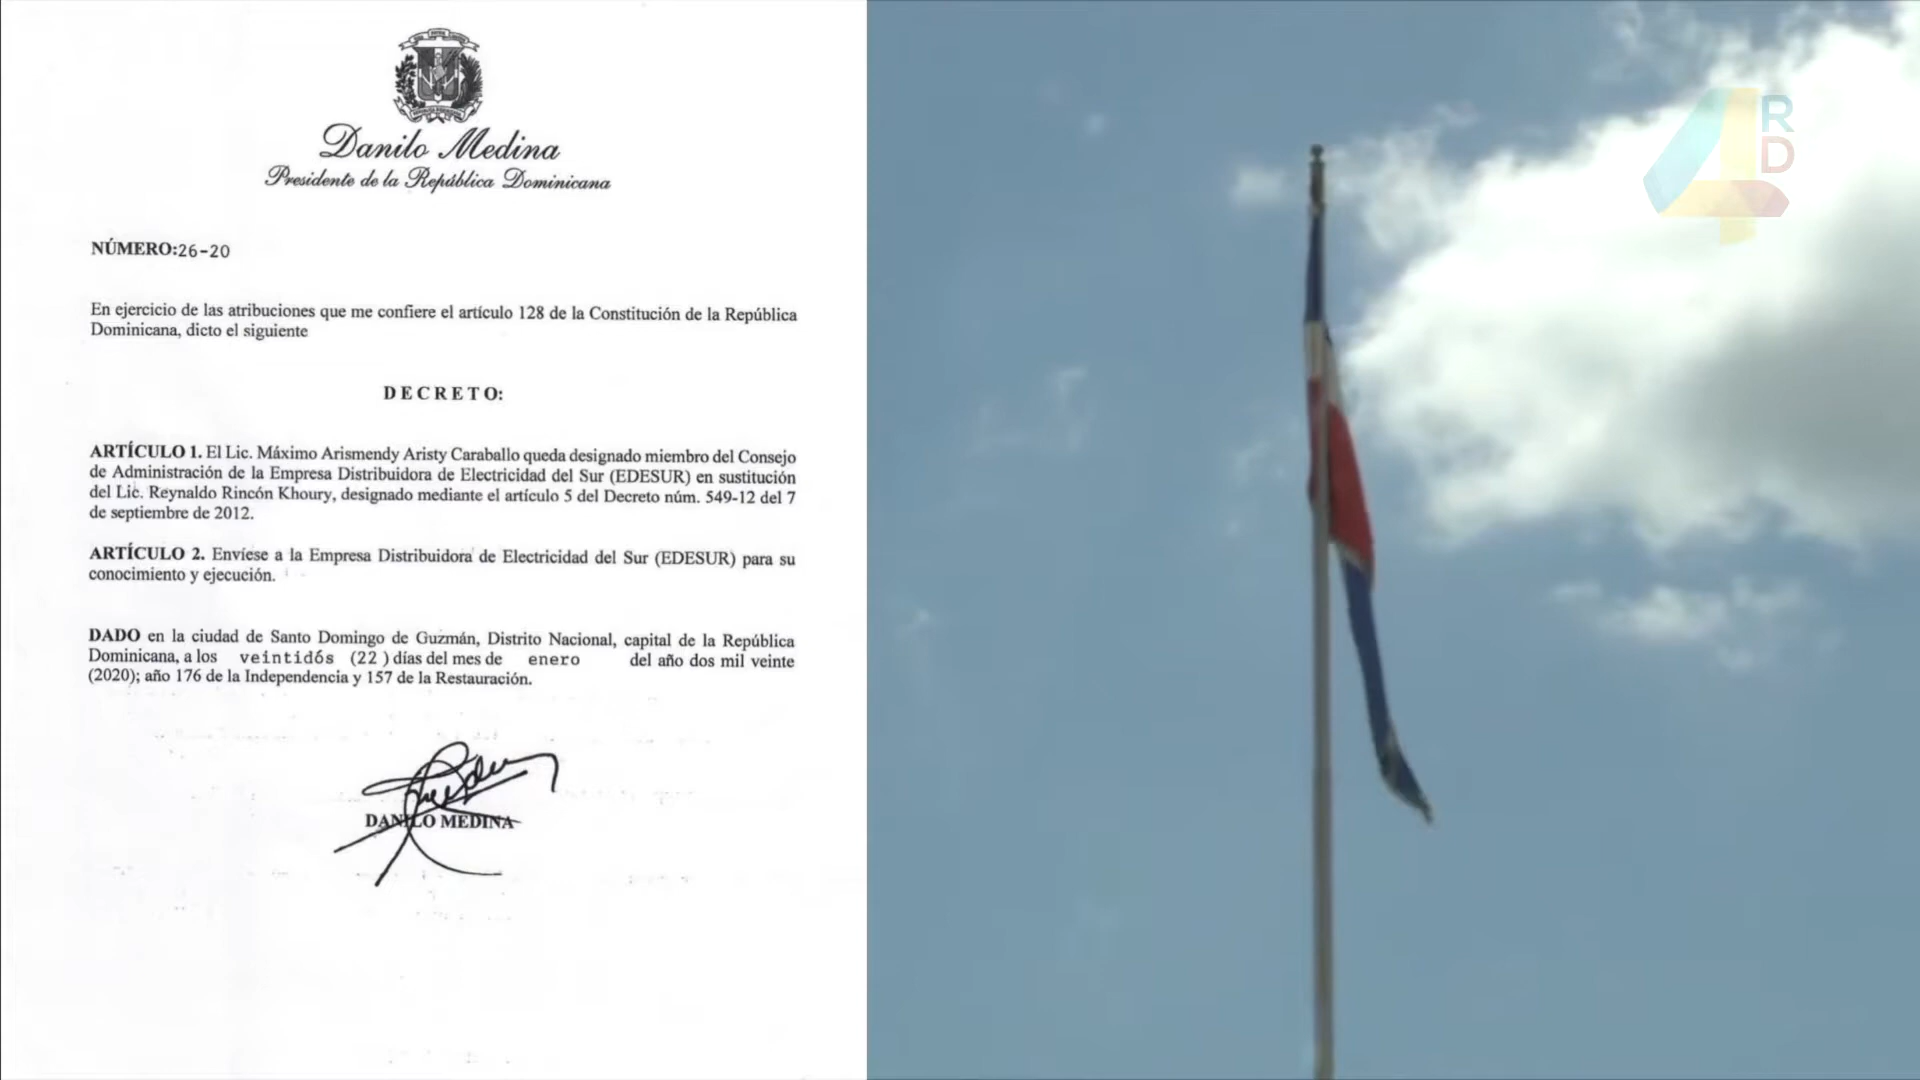 Danilo Medina
Presidente de la República Dominicana
NÚMERO:26-20
En ejercicio de las atribuciones que me confiere el artículo 128 de la Constitución de la República
Dominicana, dicto el siguiente
DECRETO:
ARTÍCULO 1. El Lic. Máximo Arismendy Aristy Caraballo queda designado miembro del Consejo
de Administración de la Empresa Distribuidora de Electricidad del Sur (EDESUR) en sustitución
del Lic. Reynaldo Rincón Khoury, designado mediante el artículo 5 del Decreto núm. 549-12 del 7
de septiembre de 2012.
ARTÍCULO 2. Envíese a la Empresa Distribuidora de Electricidad del Sur (EDESUR) para su
conocimiento y ejecución.
DADO en la ciudad de Santo Domingo de Guzmán, Distrito Nacional, capital de la República
Dominicana, a los veintidós (22 ) días del mes de enero del año dos mil veinte
(2020); año 176 de la Independencia y 157 de la Restauración.
DANILO MEDINA
4 RD